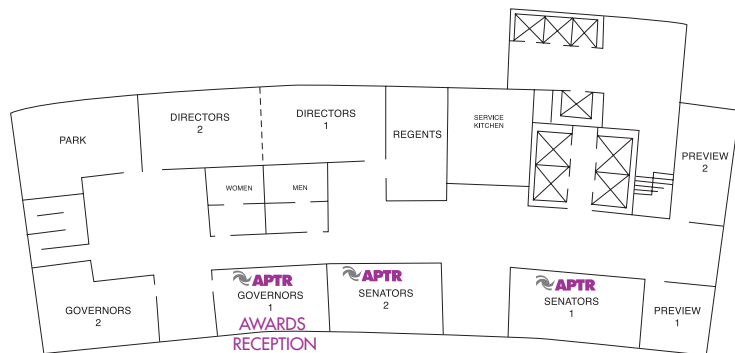 PARK
DIRECTORS
2
DIRECTORS
1
REGENTS
SERVICE
KITCHEN
PREVIEW
2
WOMEN
MEN
GOVERNORS
2
APTR
GOVERNORS
1
AWARDS
RECEPTION
APTR
SENATORS
2
APTR
SENATORS
1
PREVIEW
1